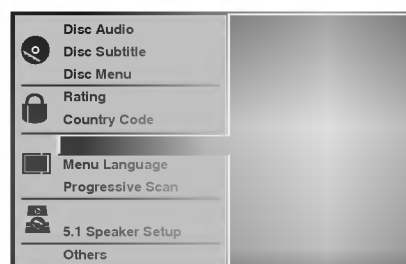 Disc Audio
Disc Subtitle
Disc Menu
Rating
Country Code
Menu Language
Progressive Scan
5.1 Speaker Setup
Others